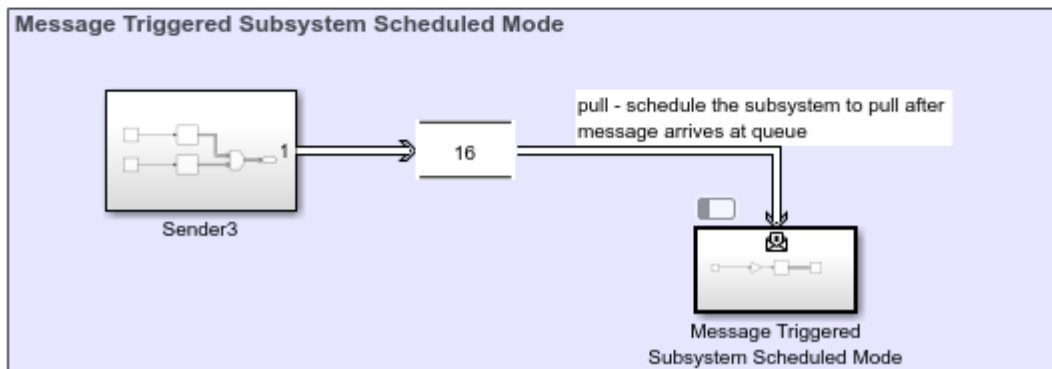 Message Triggered Subsystem Scheduled Mode
pull - schedule the subsystem to pull after
message arrives at queue
1
16
Sender3
Message Triggered
Subsystem Scheduled Mode